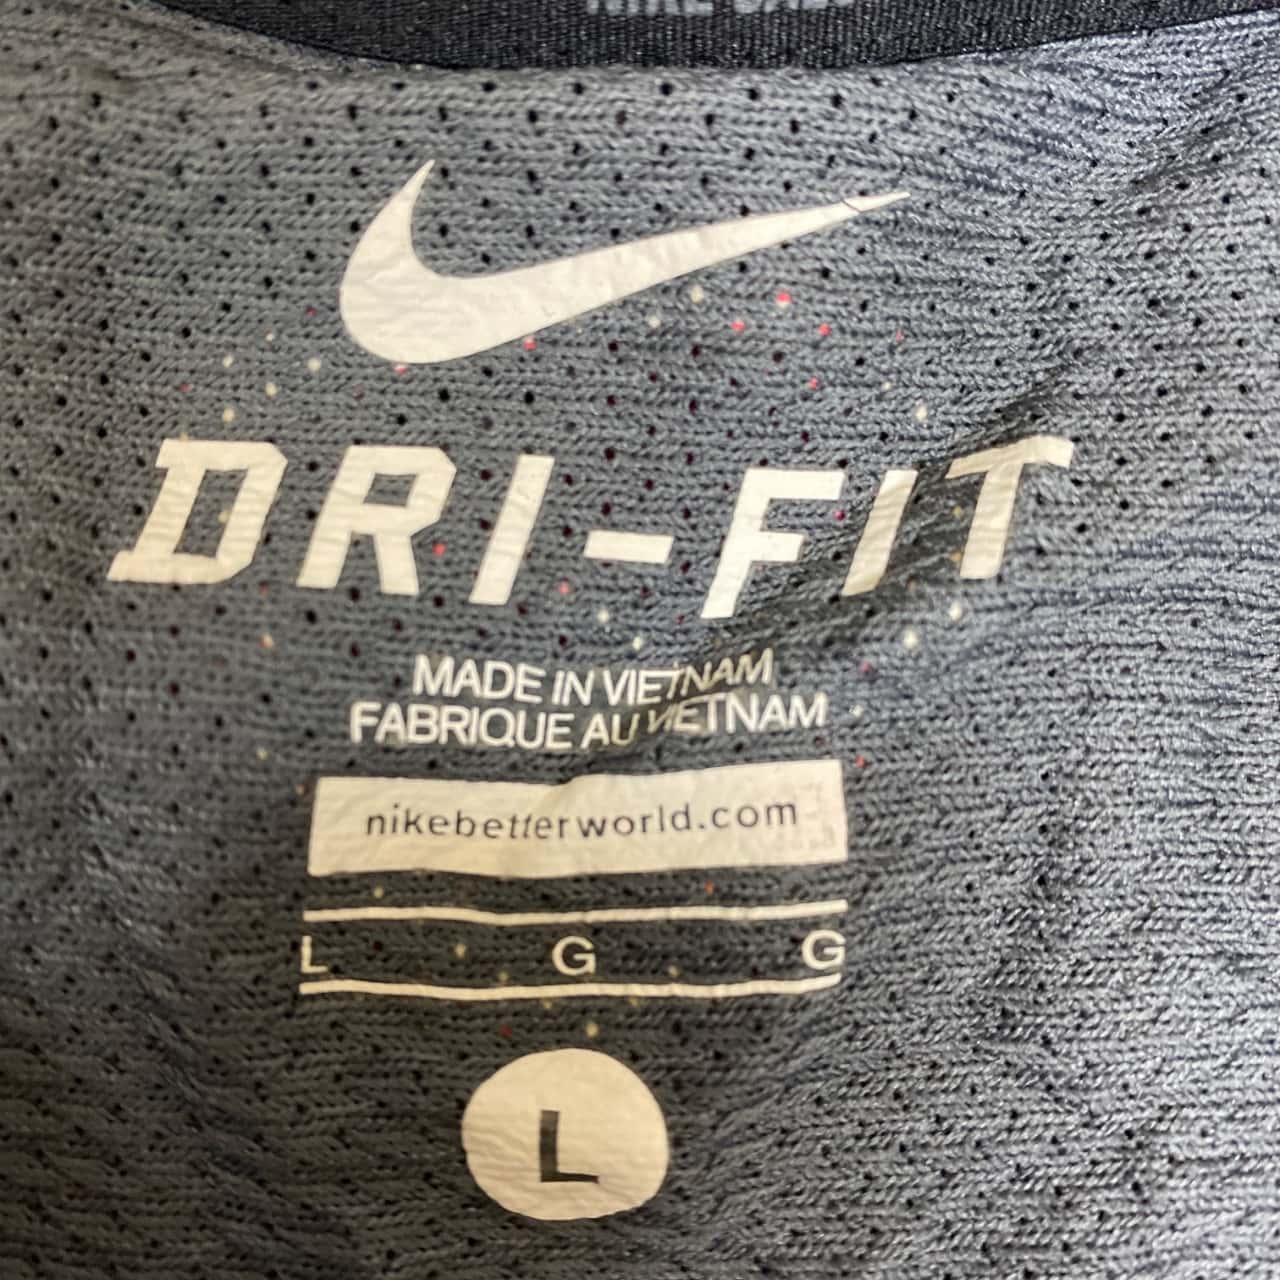 DRI-FIT
MADE IN VIETNAM
FABRIQUE AU VIETNAM
nikebetterworld.com
L G G
L